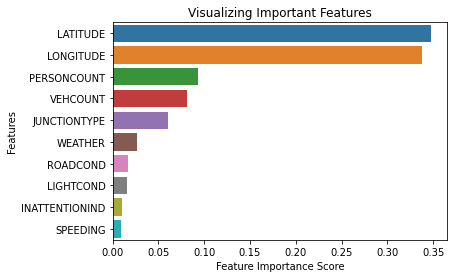 Visualizing Important Features
LATITUDE
LONGITUDE
PERSONCOUNT
VEHCOUNT
JUNCTIONTYPE
WEATHER
ROADCOND
LIGHTCOND
INATTENTIONIND
SPEEDING
Features
0.00 0.05 0.10 0.15 0.20 0.25 0.30 0.35
Feature Importance Score